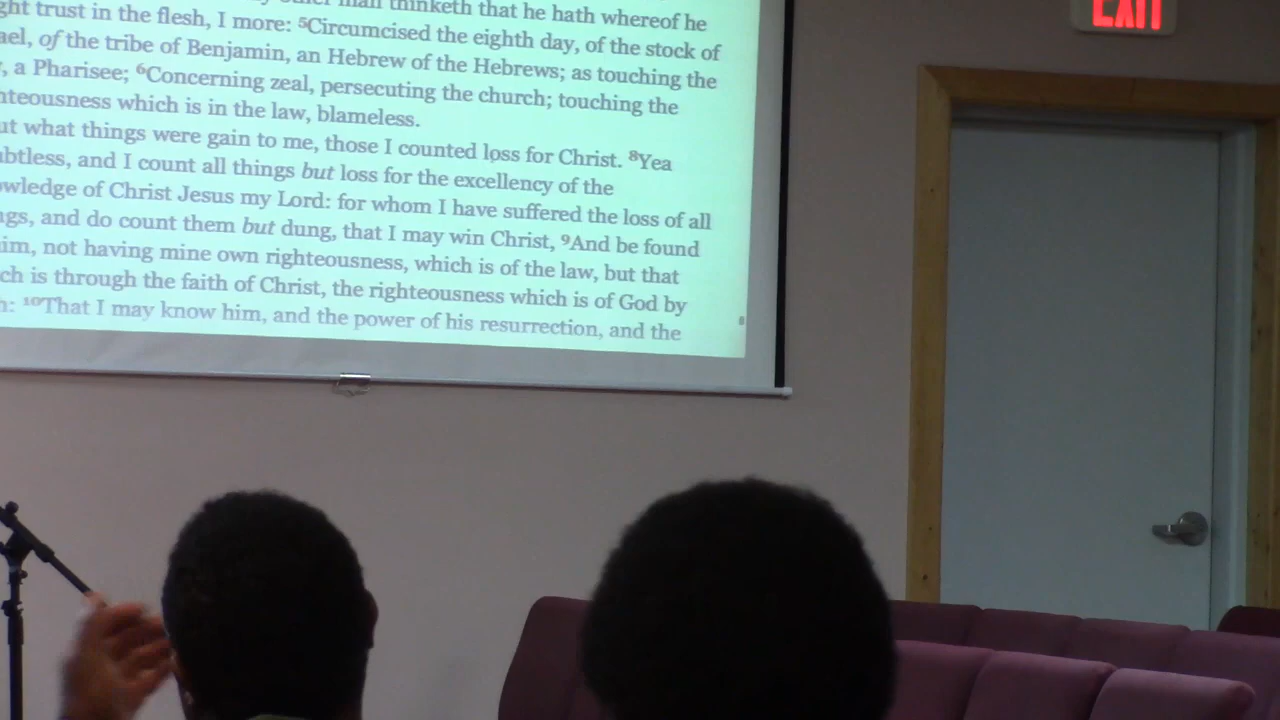 other man thinketh that he hath whereof he
ght trust in the flesh, I more: ⁵Circumcised the eighth day, of the stock of
ael, of the tribe of Benjamin, an Hebrew of the Hebrews; as touching the
, a Pharisee; ⁶Concerning zeal, persecuting the church; touching the
hteousness which is in the law, blameless.
ut what things were gain to me, those I counted loss for Christ. ⁸Yea
ubtless, and I count all things but loss for the excellency of the
owledge of Christ Jesus my Lord: for whom I have suffered the loss of all
ngs, and do count them but dung, that I may win Christ, ⁹And be found
im, not having mine own righteousness, which is of the law, but that
ch is through the faith of Christ, the righteousness which is of God by
h: ¹⁰That I may know him, and the power of his resurrection, and the
EXIT